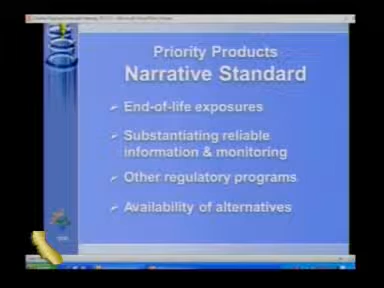 Priority Products
Narrative Standard
End-of-life exposures
Substantiating reliable
information & monitoring
Other regulatory programs
Availability of alternatives